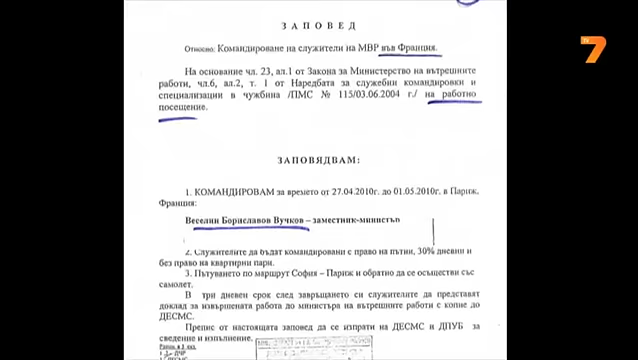 ЗАПОВЕД
Относно: Командироване на служители на МВР във Франция.
На основание чл. 23, ал.1 от Закона за Министерство на вътрешните
работи, чл.6, ал.2, т. 1 от Наредбата за служебни командировки и
специализации в чужбина /ПМС № 115/03.06.2004 г./ на работно
посещение.
7
ЗАПОВЯДВАМ:
1. КОМАНДИРОВАМ за времето от 27.04.2010г. до 01.05.2010г. в Париж,
Франция:
Веселин Бориславов Вучков – заместник-министър
2. Служителите да бъдат командировани с право на пътни, 30% дневни и
без право на квартирни пари.
3. Пътуването по маршрут София – Париж и обратно да се осъществи със
самолет.
В три дневен срок след завръщането си служителите да представят
доклад за извършената работа до министъра на вътрешните работи с копие до
ДЕСМС.
Препис от настоящата заповед да се изпрати на ДЕСМС и ДПУБ за
сведение и изпълнение.